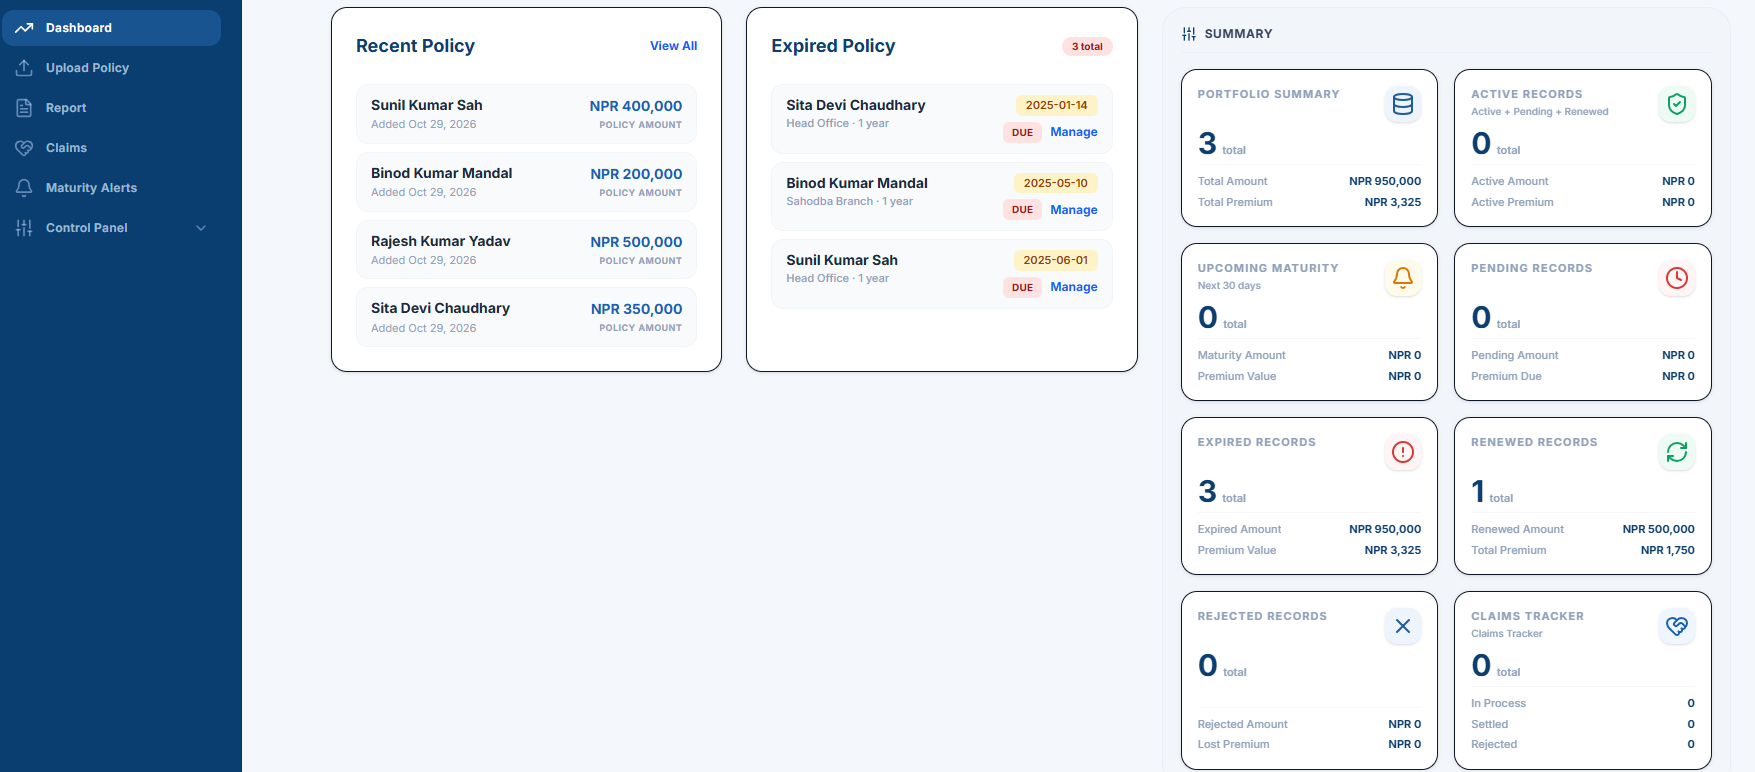 Dashboard
Upload Policy
Report
Claims
Maturity Alerts
Control Panel
Recent Policy
View All
Sunil Kumar Sah
NPR 400,000
Added Oct 29, 2026
POLICY AMOUNT
Binod Kumar Mandal
NPR 200,000
Added Oct 29, 2026
POLICY AMOUNT
Rajesh Kumar Yadav
NPR 500,000
Added Oct 29, 2026
POLICY AMOUNT
Sita Devi Chaudhary
NPR 350,000
Added Oct 29, 2026
POLICY AMOUNT
Expired Policy
3 total
Sita Devi Chaudhary
2025-01-14
Head Office · 1 year
DUE Manage
Binod Kumar Mandal
2025-05-10
Sahodba Branch · 1 year
DUE Manage
Sunil Kumar Sah
2025-06-01
Head Office · 1 year
DUE Manage
SUMMARY
PORTFOLIO SUMMARY
3 total
Total Amount NPR 950,000
Total Premium NPR 3,325
ACTIVE RECORDS
Active + Pending + Renewed
0 total
Active Amount NPR 0
Active Premium NPR 0
UPCOMING MATURITY
Next 30 days
0 total
Maturity Amount NPR 0
Premium Value NPR 0
PENDING RECORDS
0 total
Pending Amount NPR 0
Premium Due NPR 0
EXPIRED RECORDS
3 total
Expired Amount NPR 950,000
Premium Value NPR 3,325
RENEWED RECORDS
1 total
Renewed Amount NPR 500,000
Total Premium NPR 1,750
REJECTED RECORDS
0 total
Rejected Amount NPR 0
Lost Premium NPR 0
CLAIMS TRACKER
Claims Tracker
0 total
In Process 0
Settled 0
Rejected 0